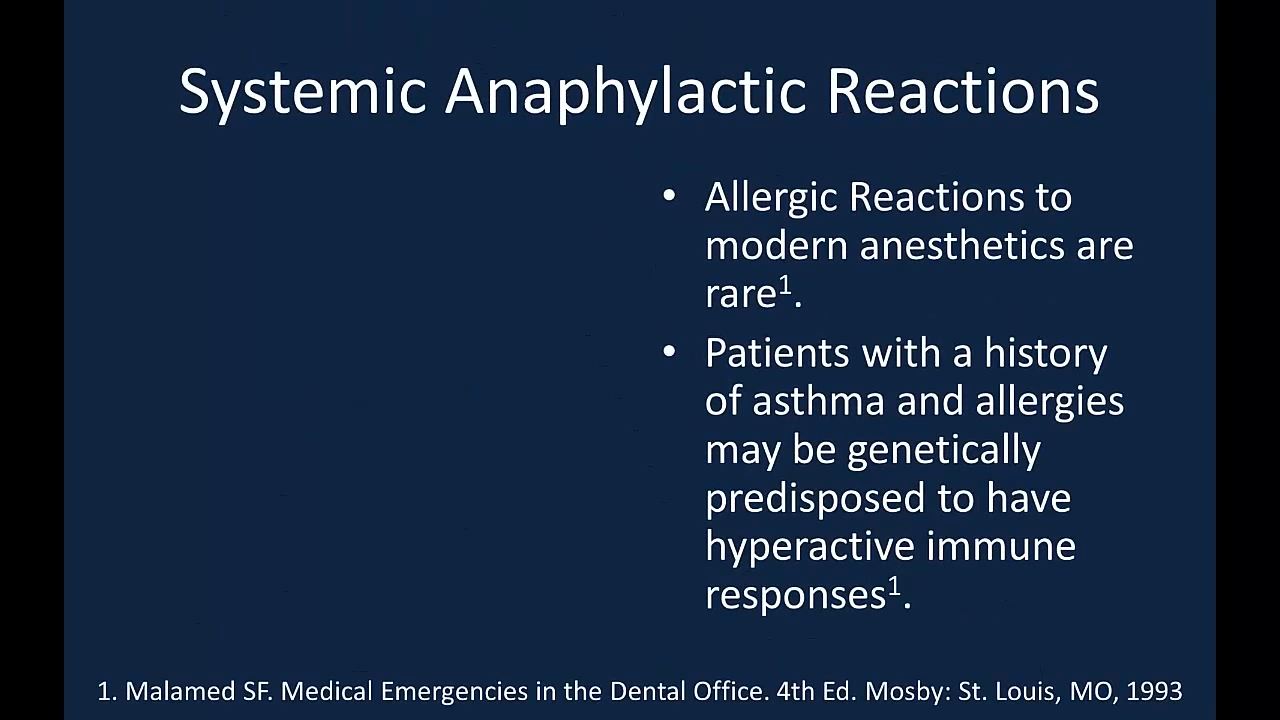 Systemic Anaphylactic Reactions
• Allergic Reactions to
modern anesthetics are
rare¹.
• Patients with a history
of asthma and allergies
may be genetically
predisposed to have
hyperactive immune
responses¹.
1. Malamed SF. Medical Emergencies in the Dental Office. 4th Ed. Mosby: St. Louis, MO, 1993